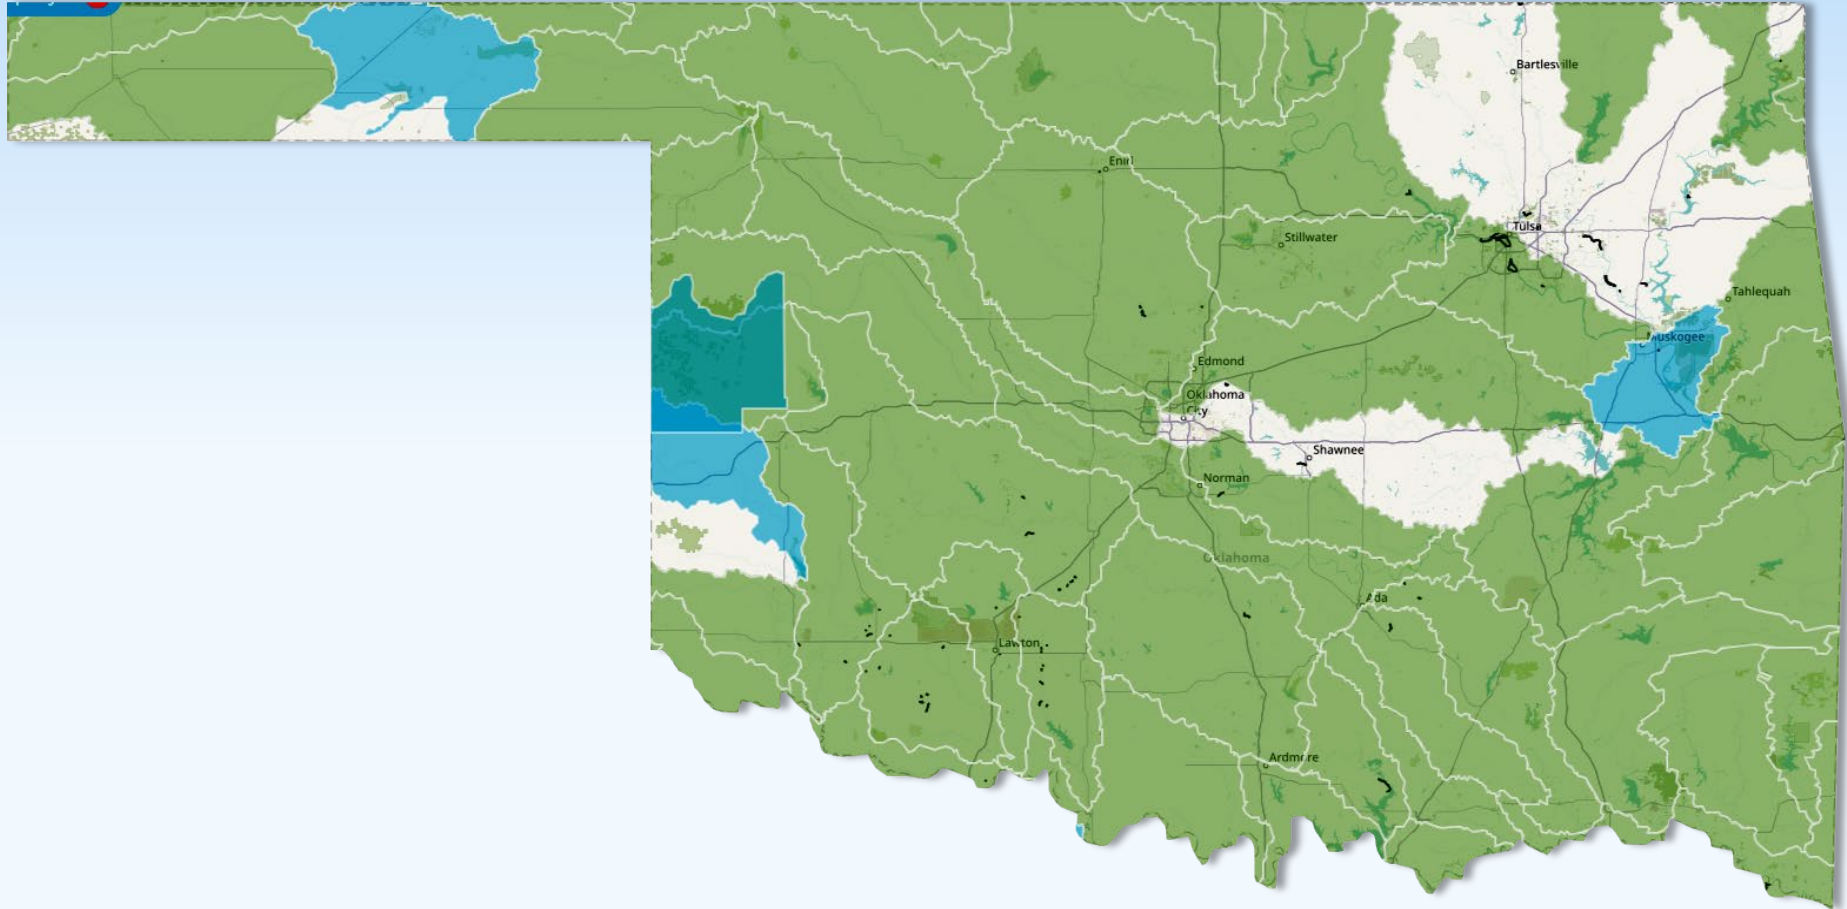 Bartlesville
Enid
Tulsa
Stillwater
Tahlequah
Muskogee
Edmond
Oklahoma
City
Shawnee
Norman
Oklahoma
Ada
Lawton
Ardmore